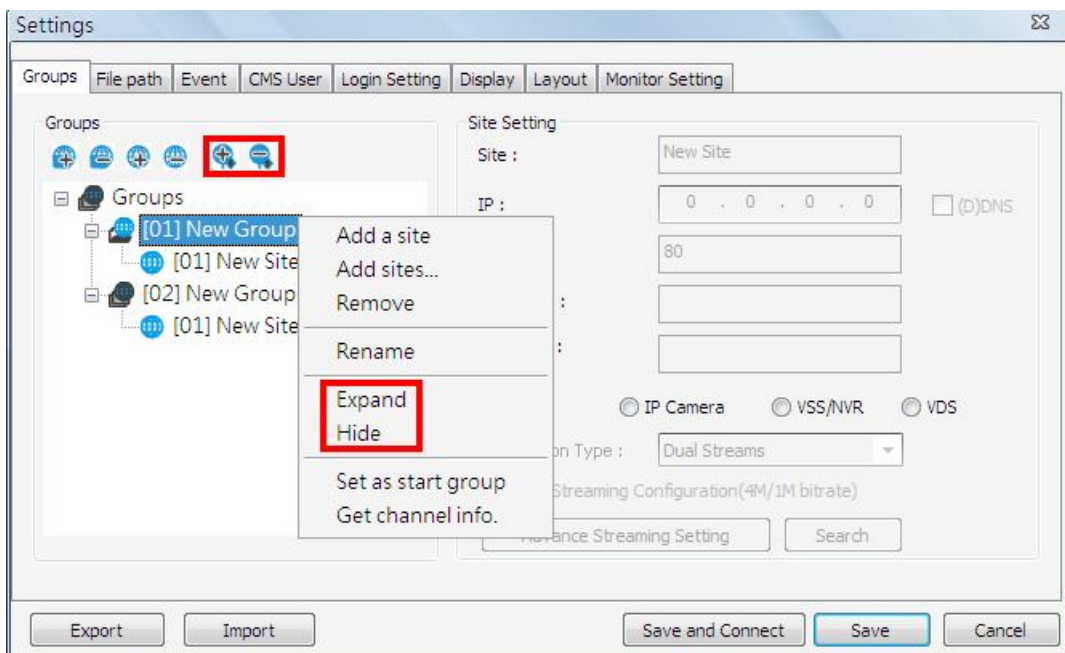 Settings
Groups File path Event CMS User Login Setting Display Layout Monitor Setting
Groups
Groups
[01] New Group
[01] New Site
[02] New Group
[01] New Site
Add a site
Add sites...
Remove
Rename
Expand
Hide
Set as start group
Get channel info.
Site Setting
Site : New Site
IP : 0 . 0 . 0 . 0 (D)DNS
80
:
:
IP Camera VSS/NVR VDS
Type : Dual Streams
Streaming Configuration(4M/1M bitrate)
Streaming Setting Search
Export Import Save and Connect Save Cancel